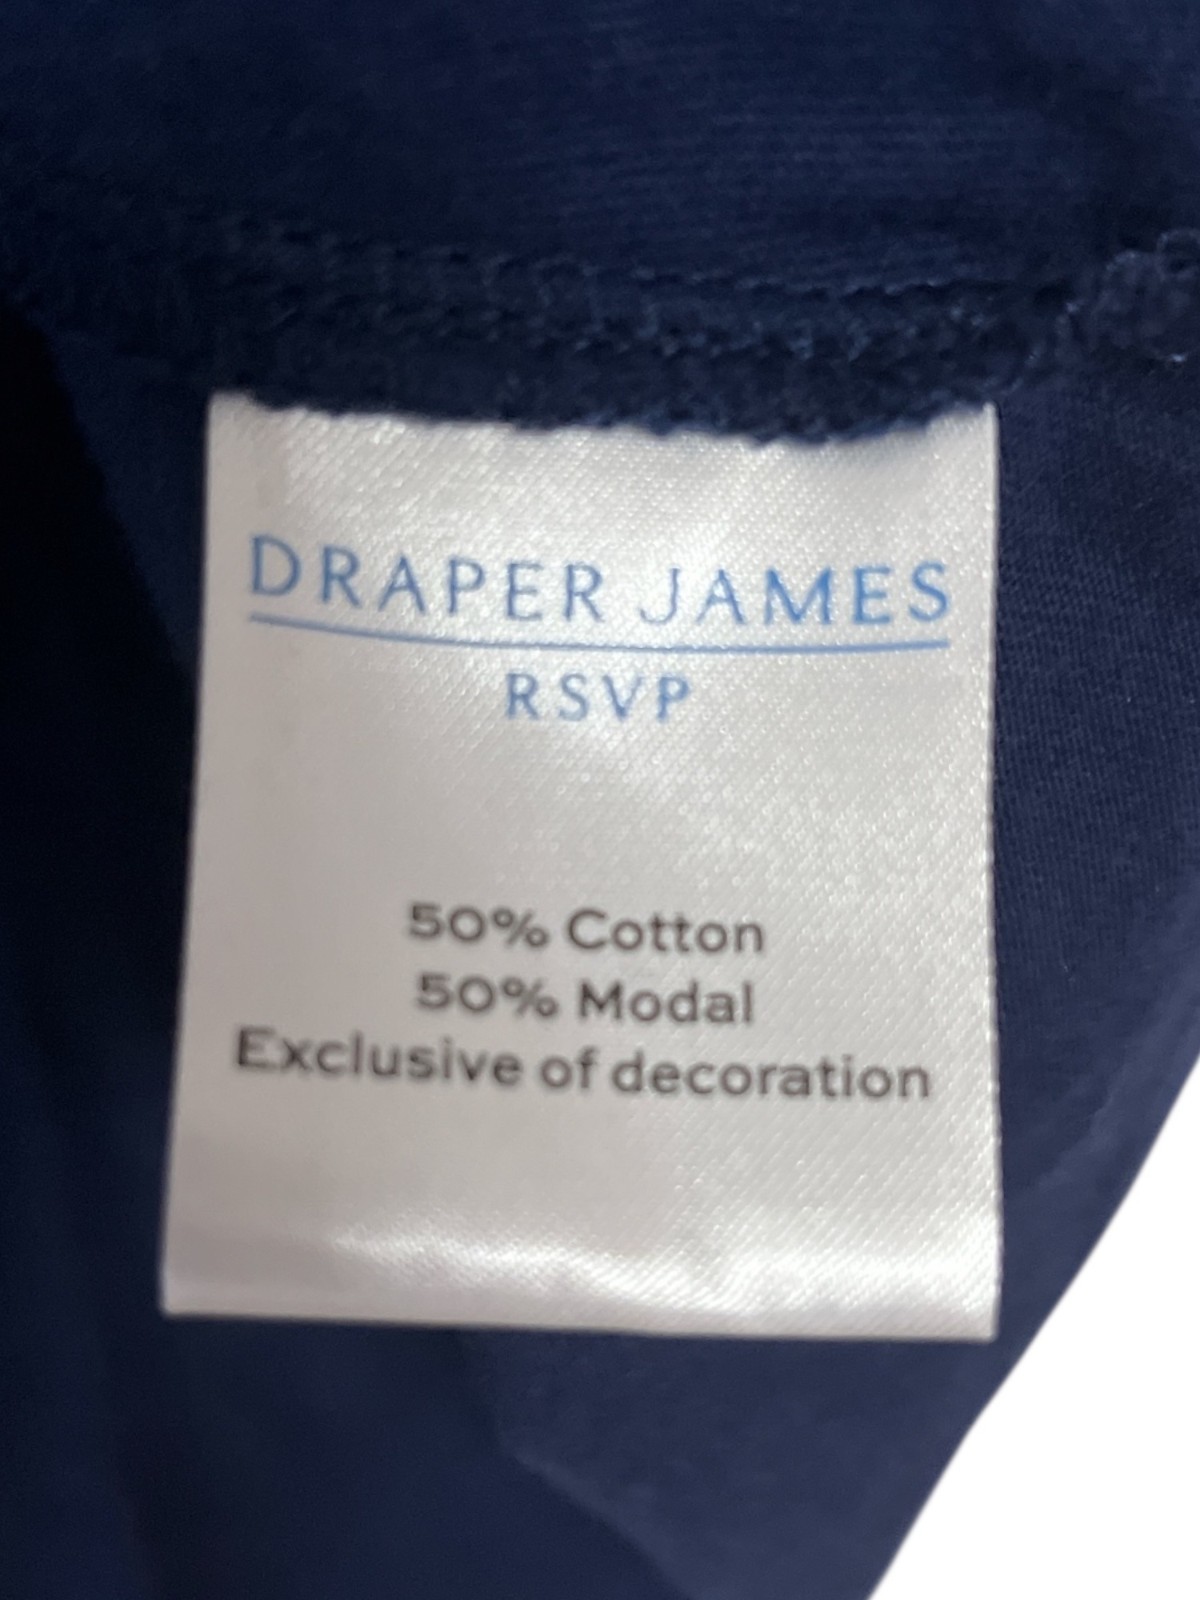 DRAPER JAMES
RSVP
50% Cotton
50% Modal
Exclusive of decoration